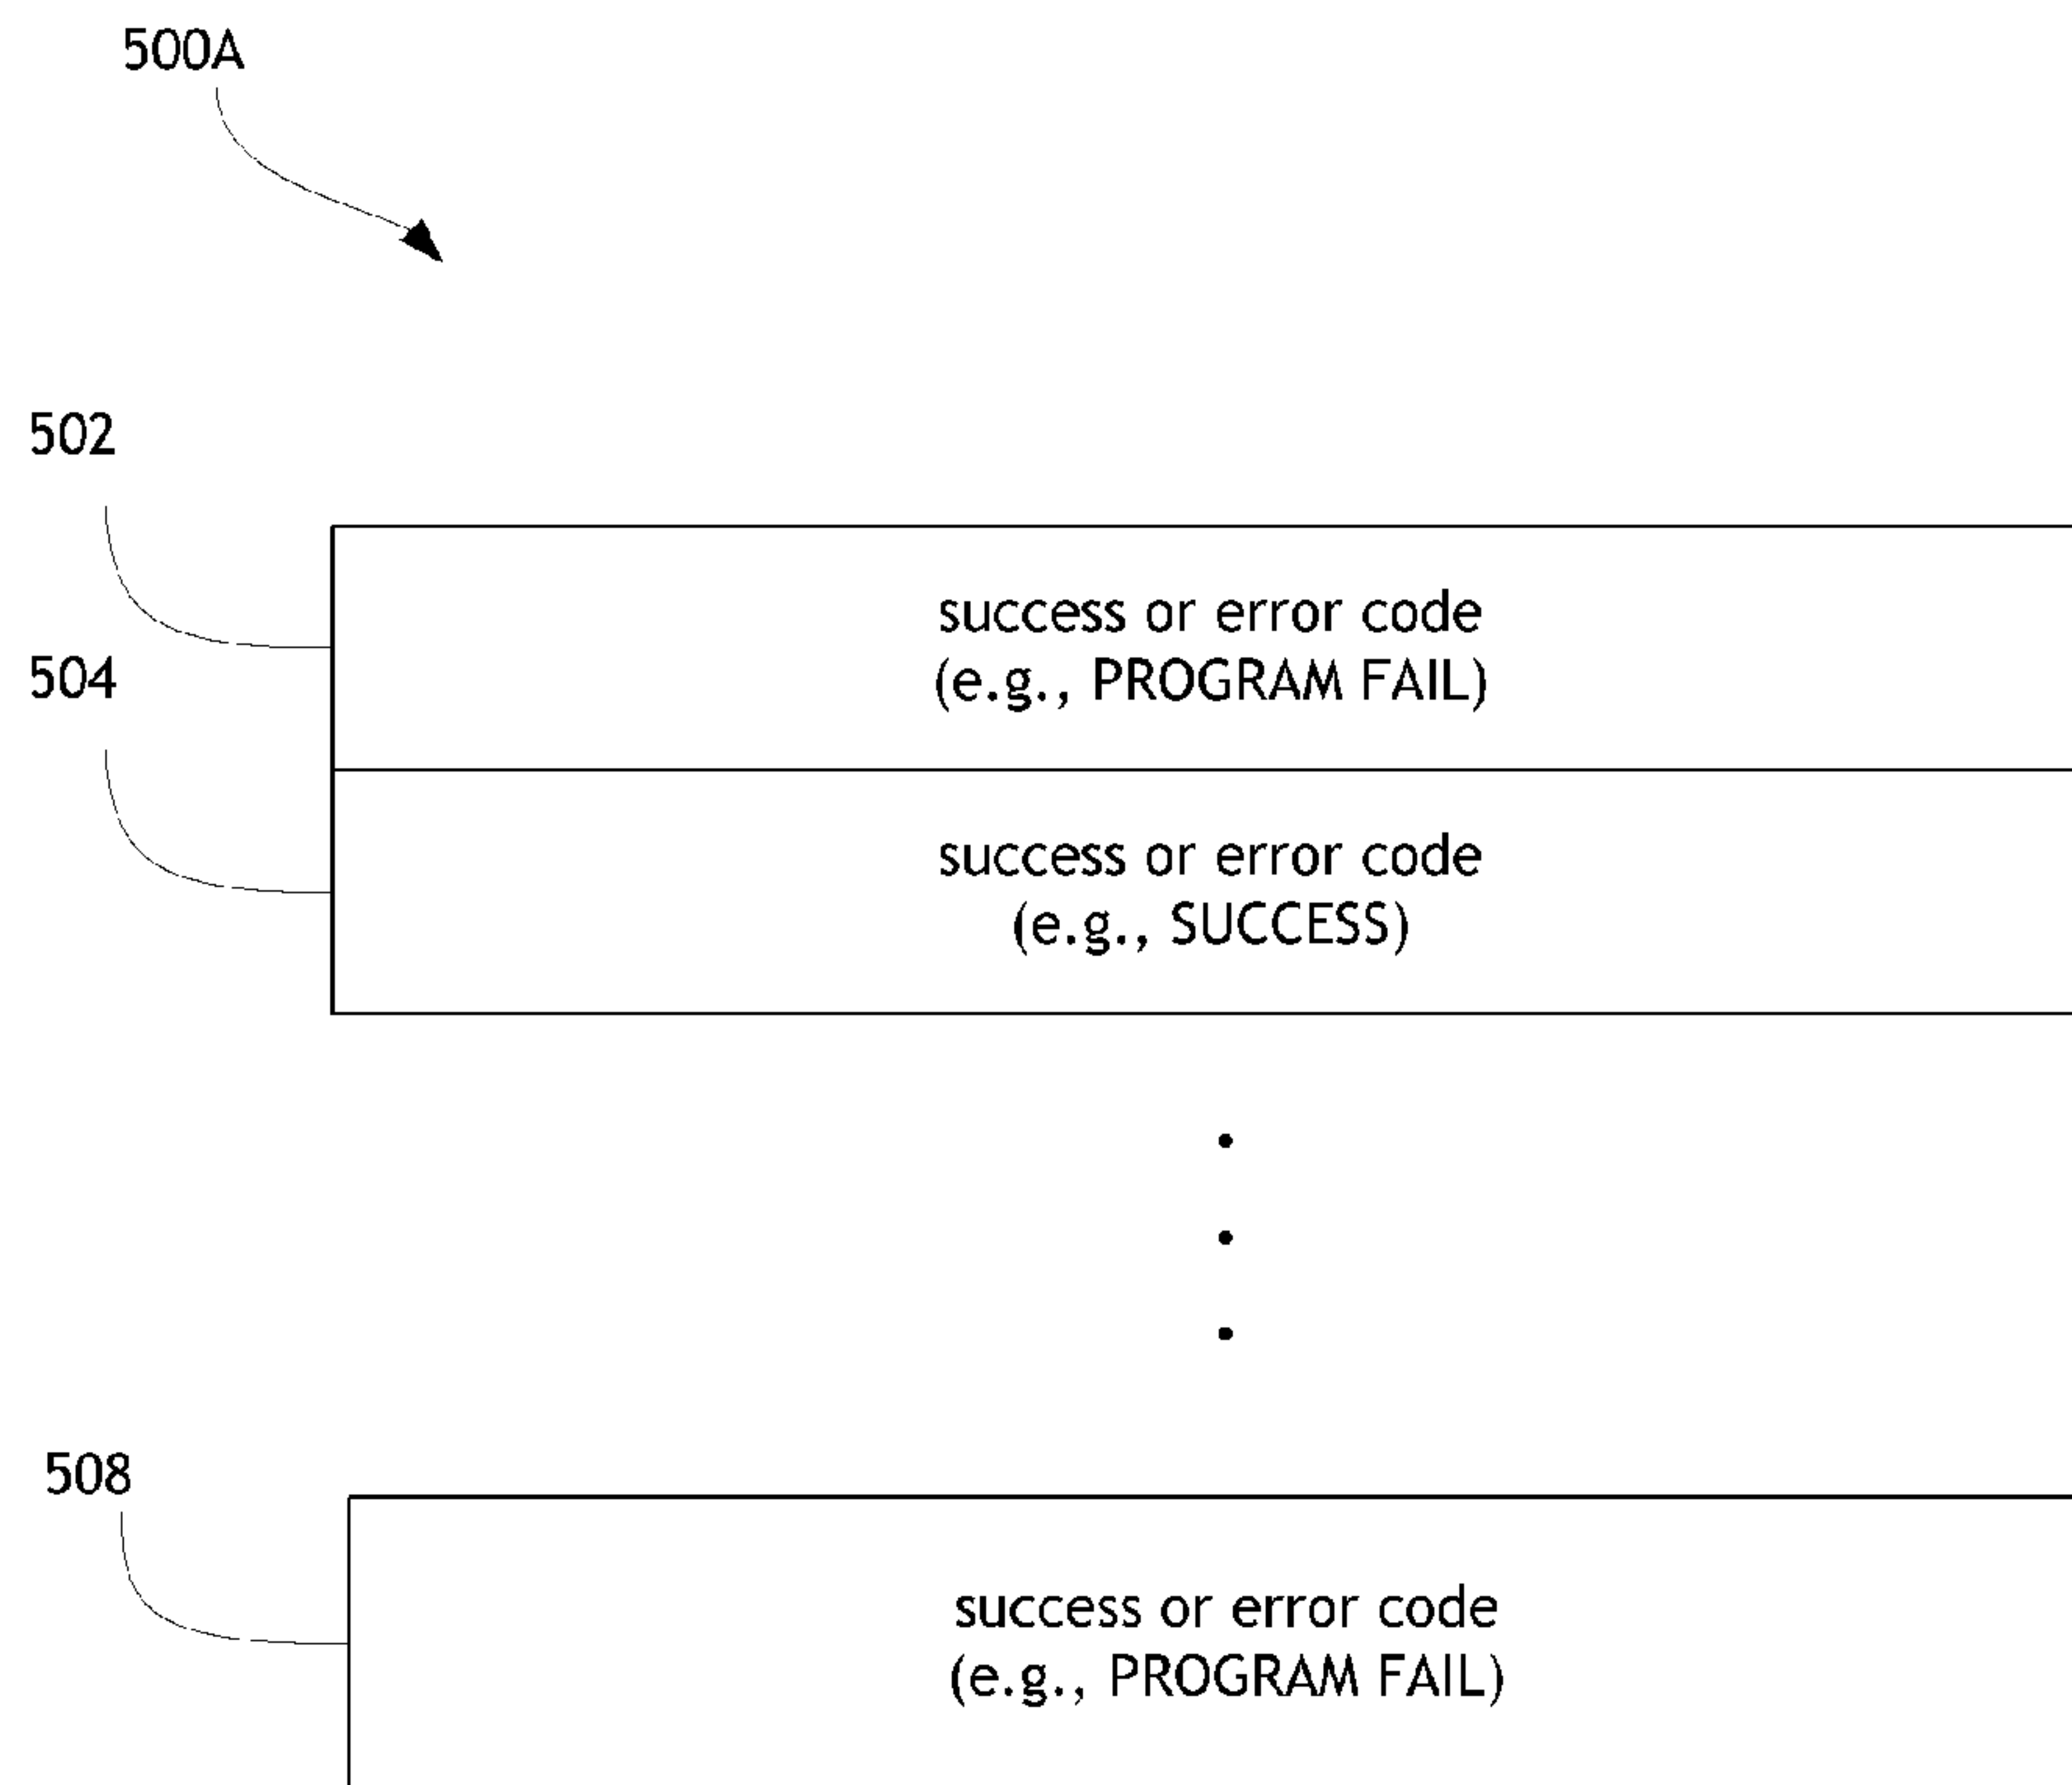 500A
502
success or error code
(e.g., PROGRAM FAIL)
504
success or error code
(e.g., SUCCESS)
508
success or error code
(e.g., PROGRAM FAIL)